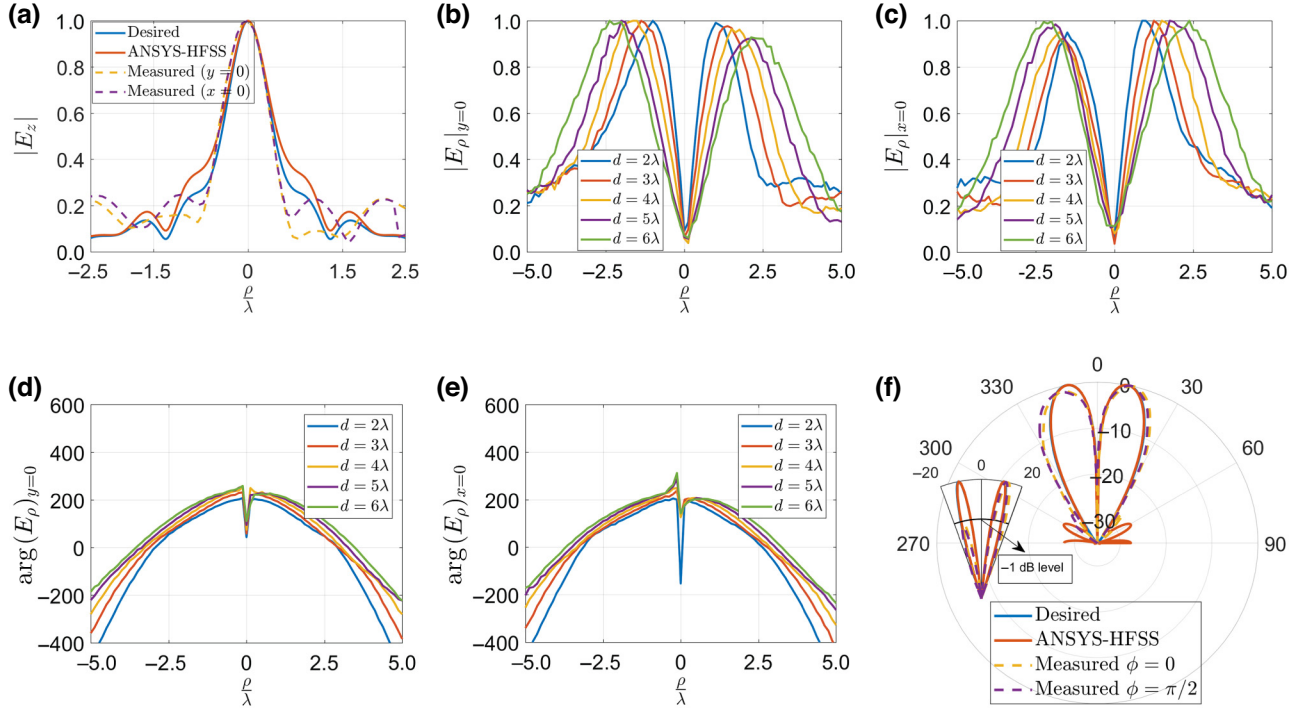 (a)
Desired
ANSYS-HFSS
Measured (y = 0)
Measured (x = 0)
|E_z|
1.0
0.8
0.6
0.4
0.2
0.0
−2.5 −1.5 0 1.5 2.5
ρ/λ
(b)
|E_ρ|_{y=0}
1.0
0.8
0.6
0.4
0.2
0.0
d = 2λ
d = 3λ
d = 4λ
d = 5λ
d = 6λ
−5.0 −2.5 0 2.5 5.0
ρ/λ
(c)
|E_ρ|_{x=0}
1.0
0.8
0.6
0.4
0.2
0.0
d = 2λ
d = 3λ
d = 4λ
d = 5λ
d = 6λ
−5.0 -2.5 0 2.5 5.0
ρ/λ
(d)
arg (E_ρ)_{y=0}
600
400
200
0
−200
−400
d = 2λ
d = 3λ
d = 4λ
d = 5λ
d = 6λ
−5.0 −2.5 0 2.5 5.0
ρ/λ
(e)
arg (E_ρ)_{x=0}
600
400
200
0
−200
−400
d = 2λ
d = 3λ
d = 4λ
d = 5λ
d = 6λ
−5.0 −2.5 0 2.5 5.0
ρ/λ
(f)
0
330 30
300 60
270 90
0
−10
−20
−30
−20 0 20
−1 dB level
Desired
ANSYS-HFSS
Measured ϕ = 0
Measured ϕ = π/2